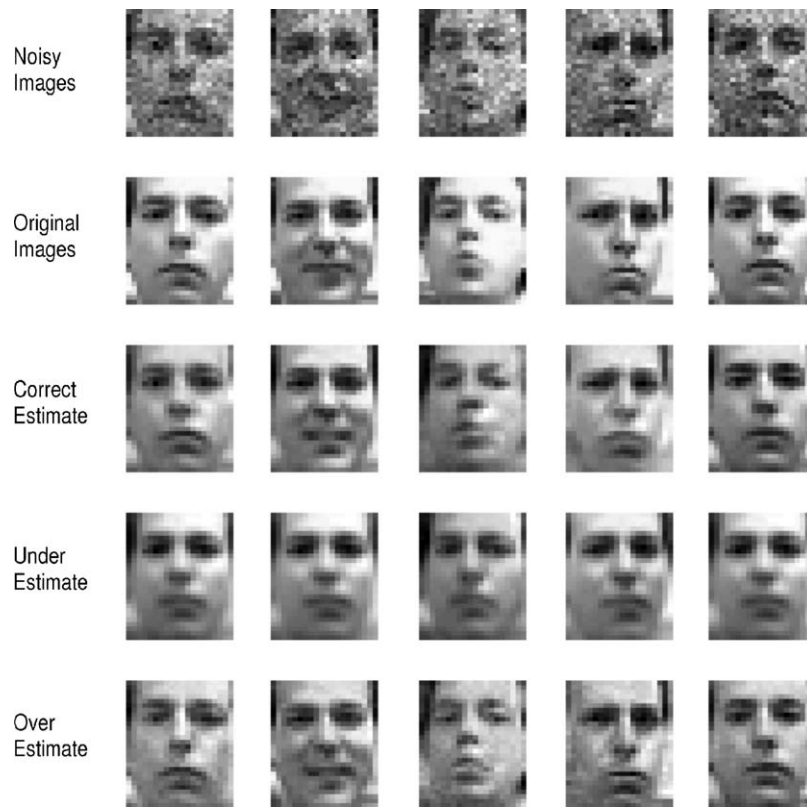 Noisy
Images
Original
Images
Correct
Estimate
Under
Estimate
Over
Estimate